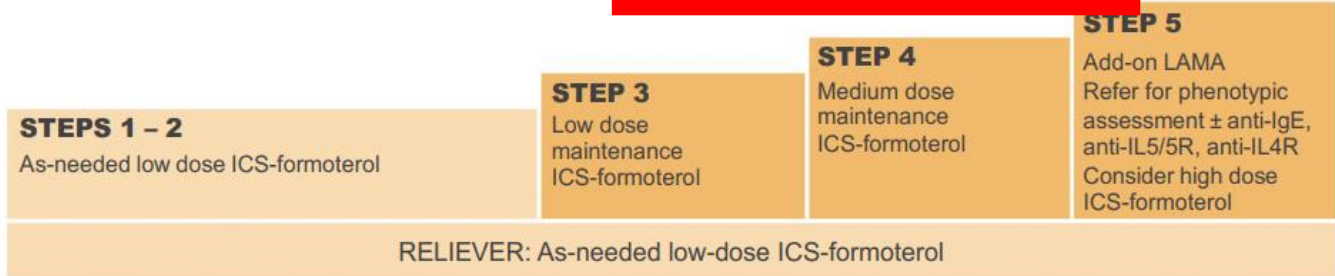 STEPS 1 – 2
As-needed low dose ICS-formoterol
STEP 3
Low dose
maintenance
ICS-formoterol
STEP 4
Medium dose
maintenance
ICS-formoterol
STEP 5
Add-on LAMA
Refer for phenotypic
assessment ± anti-IgE,
anti-IL5/5R, anti-IL4R
Consider high dose
ICS-formoterol
RELIEVER: As-needed low-dose ICS-formoterol